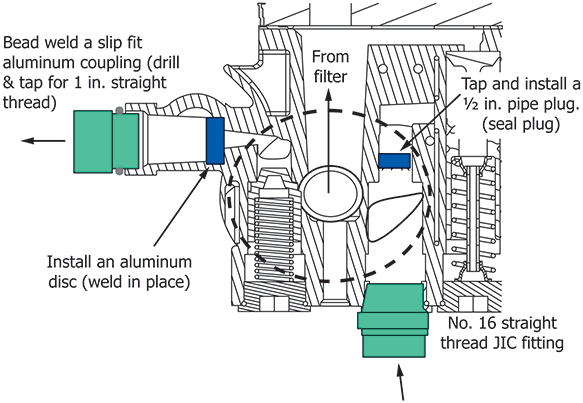 Bead weld a slip fit
aluminum coupling (drill
& tap for 1 in. straight
thread)
From
filter
Tap and install a
½ in. pipe plug.
(seal plug)
Install an aluminum
disc (weld in place)
No. 16 straight
thread JIC fitting